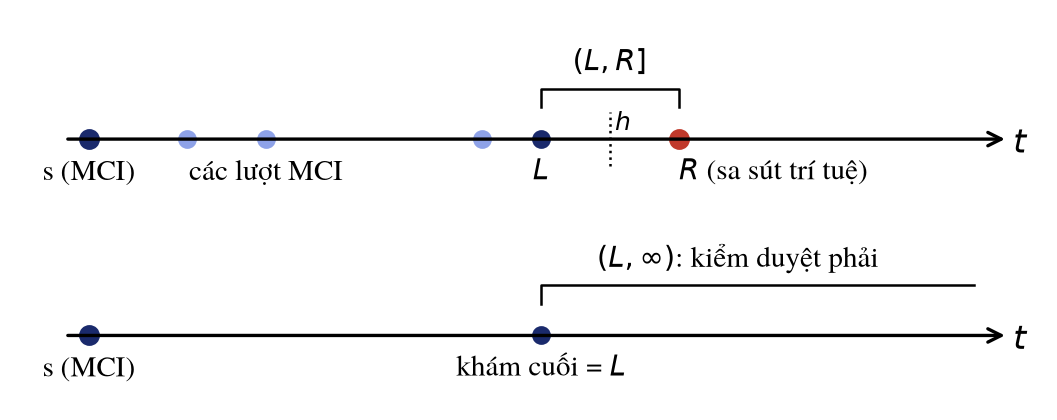 (L, R]
h
t
s (MCI)
các lượt MCI
L
R (sa sút trí tuệ)
(L, ∞): kiểm duyệt phải
t
s (MCI)
khám cuối = L